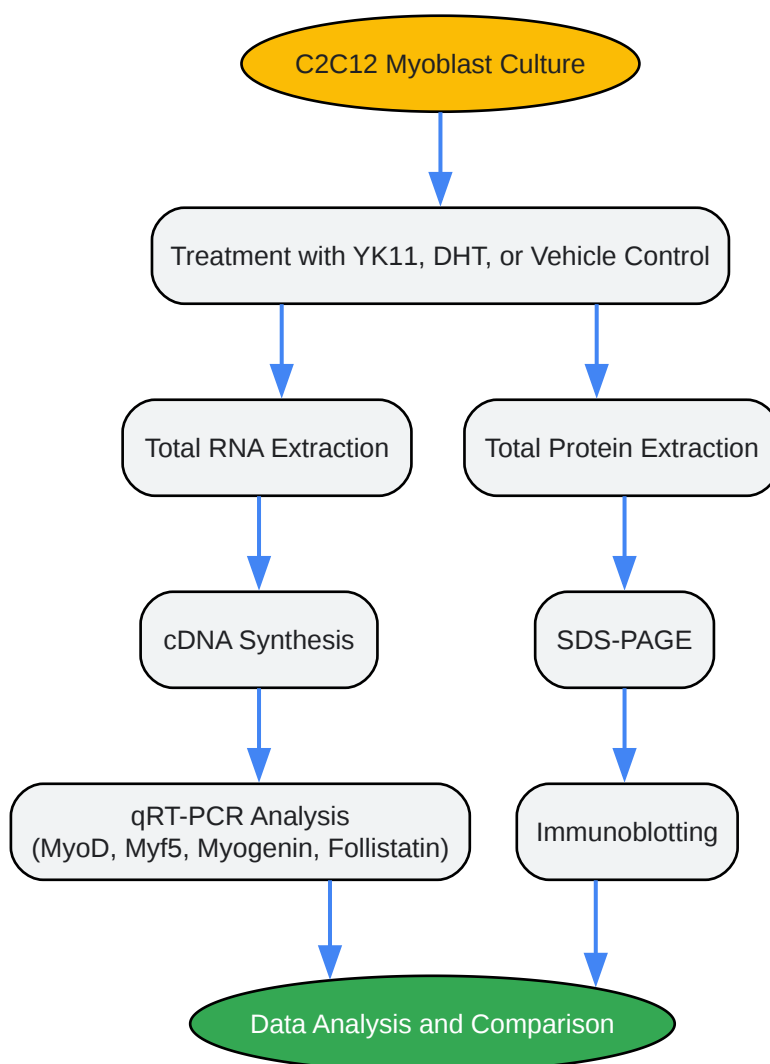 C2C12 Myoblast Culture
Treatment with YK11, DHT, or Vehicle Control
Total RNA Extraction
Total Protein Extraction
cDNA Synthesis
SDS-PAGE
qRT-PCR Analysis
(MyoD, Myf5, Myogenin, Follistatin)
Immunoblotting
Data Analysis and Comparison